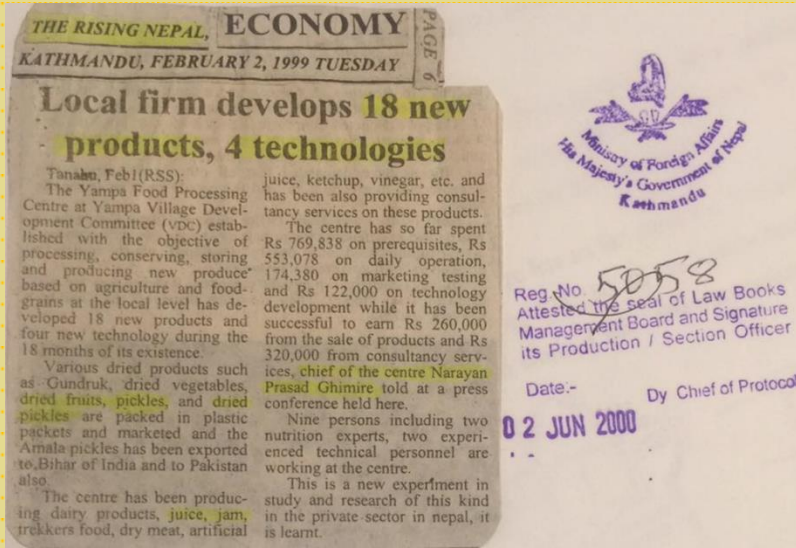 THE RISING NEPAL, ECONOMY
PAGE 6
KATHMANDU, FEBRUARY 2, 1999 TUESDAY
Local firm develops 18 new
products, 4 technologies
Tanahu, Feb1(RSS):
The Yampa Food Processing
Centre at Yampa Village Devel-
opment Committee (VDC) estab-
lished with the objective of
processing, conserving, storing
and producing new produce
based on agriculture and food-
grains at the local level has de-
veloped 18 new products and
four new technology during the
18 months of its existence.
Various dried products such
as Gundruk, dried vegetables,
dried fruits, pickles, and dried
pickles are packed in plastic
packets and marketed and the
Amala pickles has been exported
to Bihar of India and to Pakistan
also.
The centre has been produc-
ing dairy products, juice, jam,
trekkers food, dry meat, artificial
juice, ketchup, vinegar, etc. and
has been also providing consul-
tancy services on these products.
The centre has so far spent
Rs 769,838 on prerequisites, Rs
553,078 on daily operation,
174,380 on marketing testing
and Rs 122,000 on technology
development while it has been
successful to earn Rs 260,000
from the sale of products and Rs
320,000 from consultancy serv-
ices, chief of the centre Narayan
Prasad Ghimire told at a press
conference held here.
Nine persons including two
nutrition experts, two experi-
enced technical personnel are
working at the centre.
This is a new experiment in
study and research of this kind
in the private sector in nepal, it
is learnt.
Ministry of Foreign Affairs
His Majesty's Government of Nepal
Kathmandu
Reg. No. 5058
Attested the seal of Law Books
Management Board and Signature
its Production / Section Officer
Date:-
By Chief of Protocol
02 JUN 2000